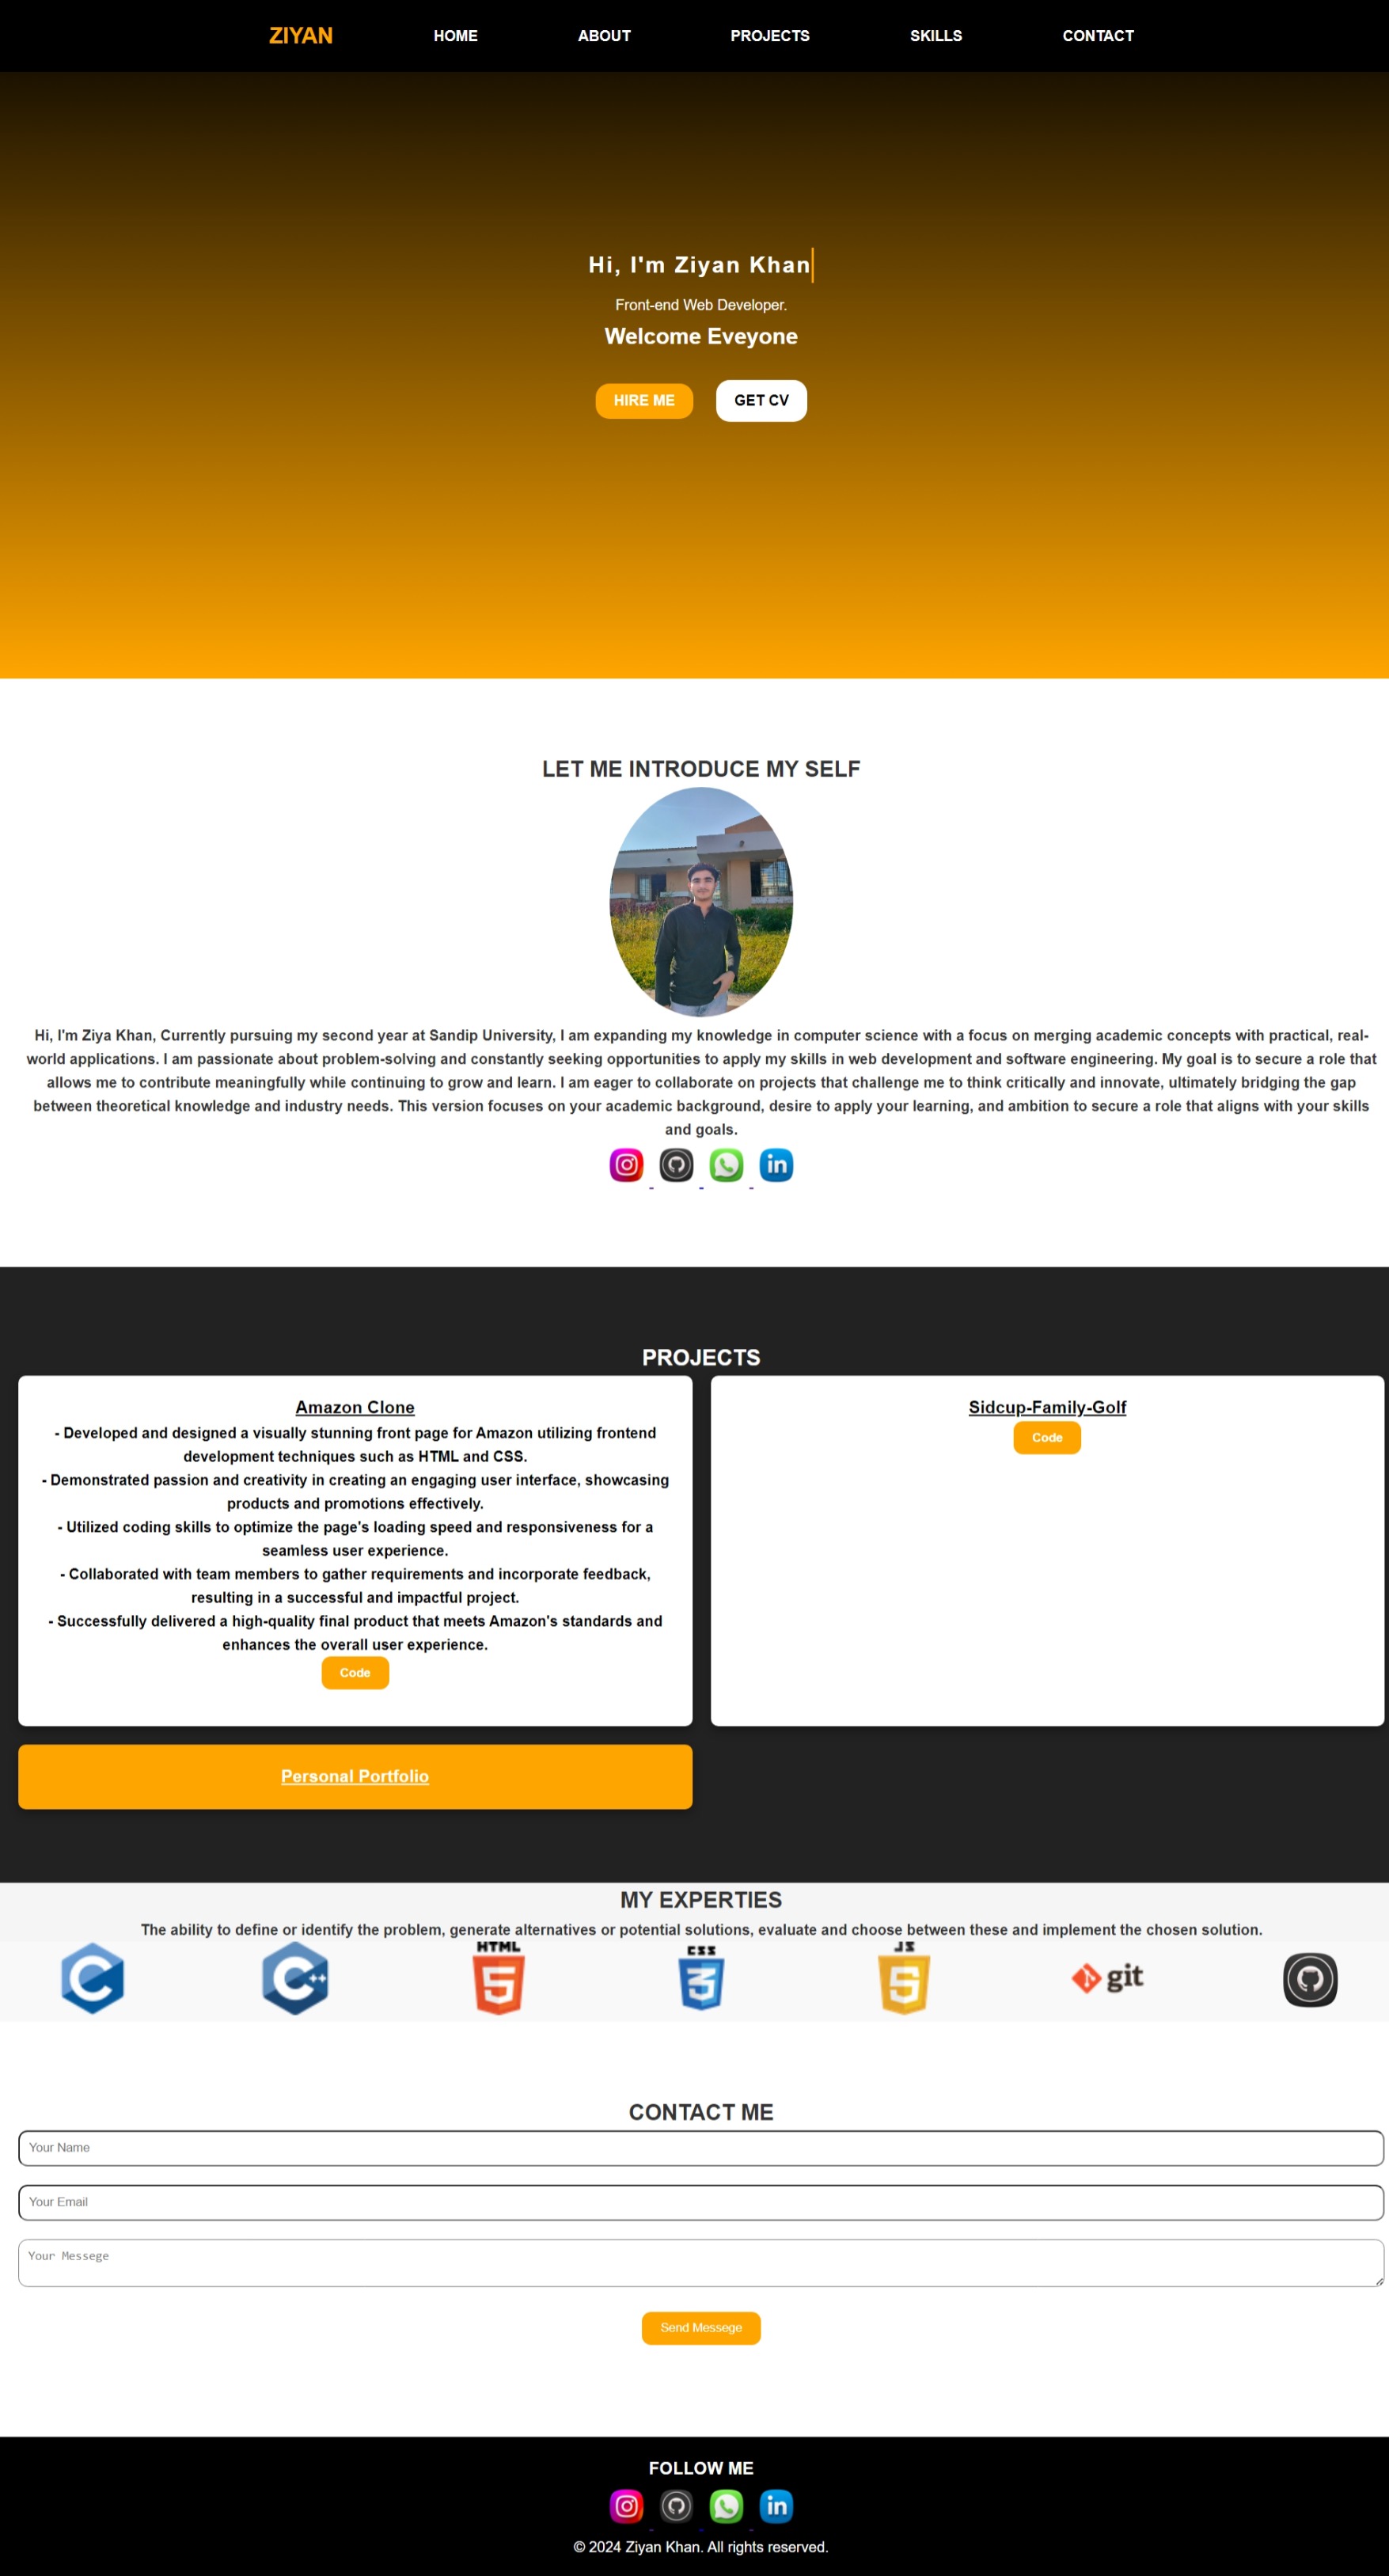 ZIYAN HOME ABOUT PROJECTS SKILLS CONTACT
Hi, I'm Ziyan Khan
Front-end Web Developer.
Welcome Eveyone
HIRE ME GET CV
LET ME INTRODUCE MY SELF
Hi, I'm Ziya Khan, Currently pursuing my second year at Sandip University, I am expanding my knowledge in computer science with a focus on merging academic concepts with practical, real-
world applications. I am passionate about problem-solving and constantly seeking opportunities to apply my skills in web development and software engineering. My goal is to secure a role that
allows me to contribute meaningfully while continuing to grow and learn. I am eager to collaborate on projects that challenge me to think critically and innovate, ultimately bridging the gap
between theoretical knowledge and industry needs. This version focuses on your academic background, desire to apply your learning, and ambition to secure a role that aligns with your skills
and goals.
in
PROJECTS
Amazon Clone
- Developed and designed a visually stunning front page for Amazon utilizing frontend
development techniques such as HTML and CSS.
- Demonstrated passion and creativity in creating an engaging user interface, showcasing
products and promotions effectively.
- Utilized coding skills to optimize the page's loading speed and responsiveness for a
seamless user experience.
- Collaborated with team members to gather requirements and incorporate feedback,
resulting in a successful and impactful project.
- Successfully delivered a high-quality final product that meets Amazon's standards and
enhances the overall user experience.
Code
Sidcup-Family-Golf
Code
Personal Portfolio
MY EXPERTIES
The ability to define or identify the problem, generate alternatives or potential solutions, evaluate and choose between these and implement the chosen solution.
C
C++
HTML
5
CSS
3
JS
5
git
CONTACT ME
Your Name
Your Email
Your Messege
Send Messege
FOLLOW ME
in
© 2024 Ziyan Khan. All rights reserved.